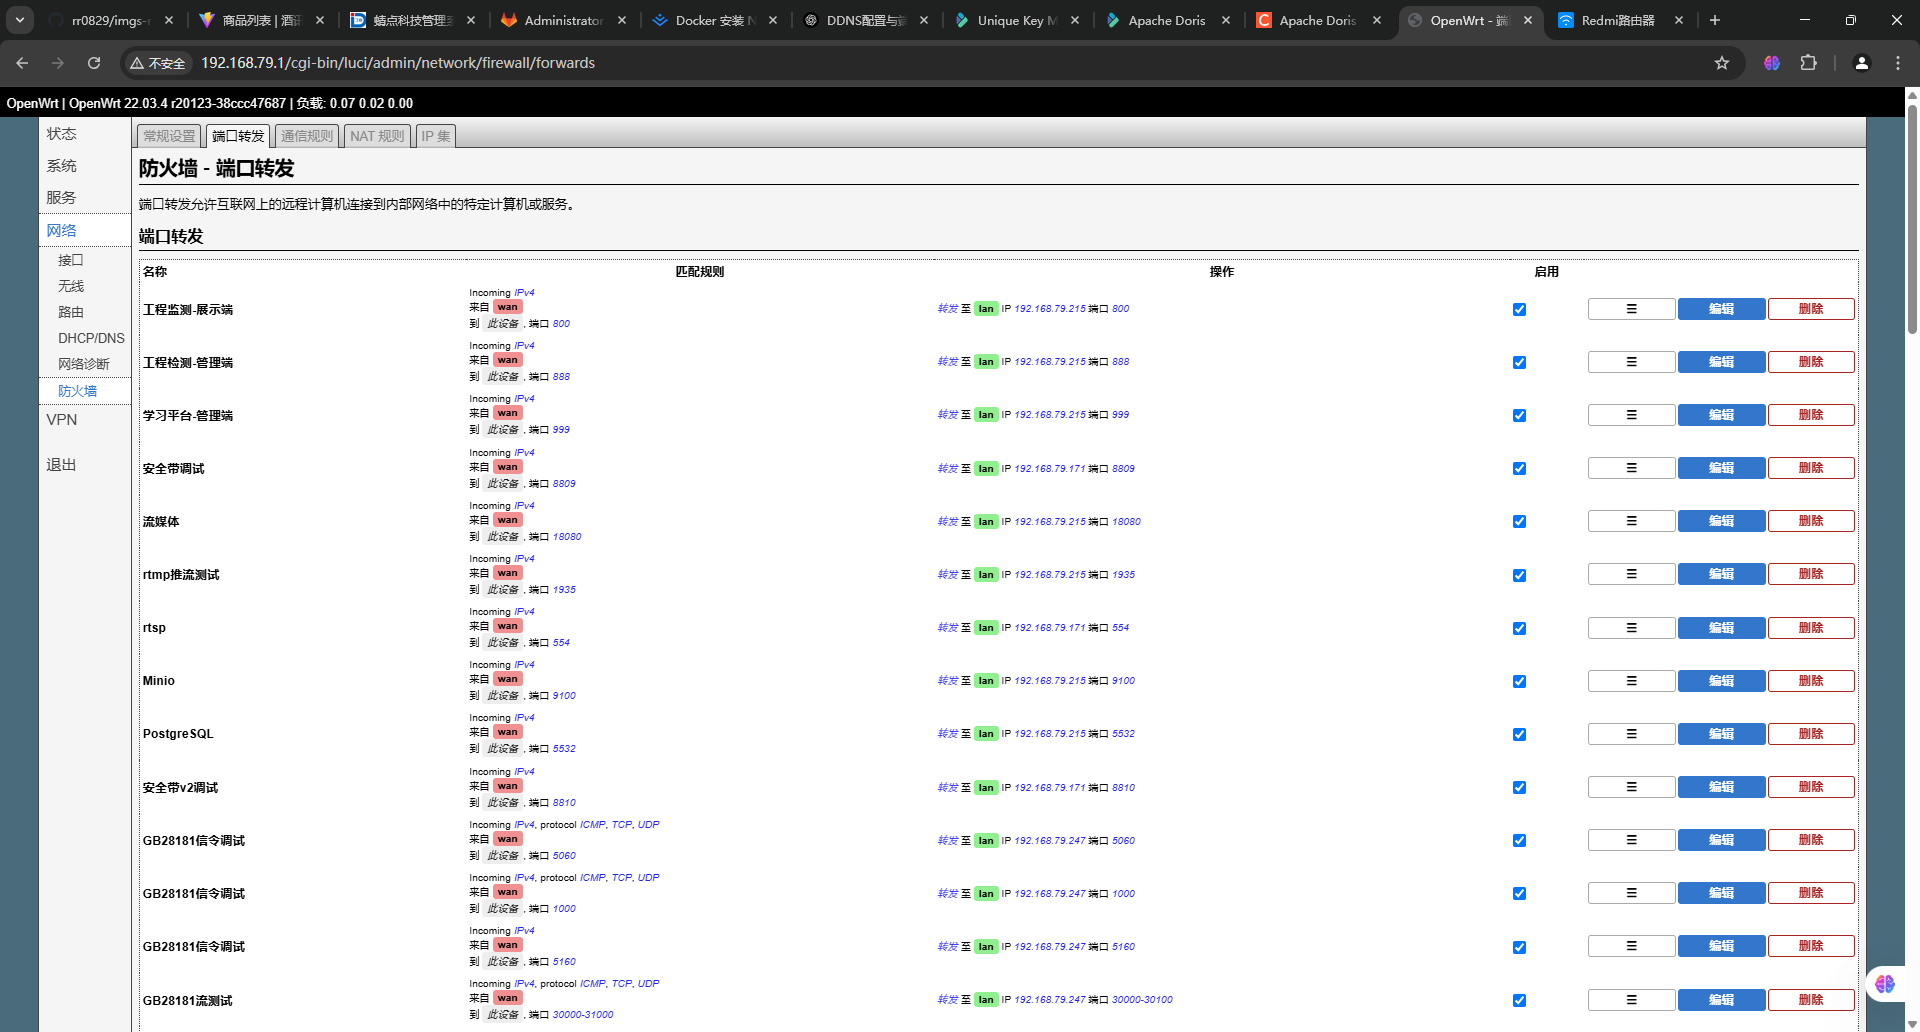 rr0829/imgs-r
商品列表 | 酒讯
蜻点科技管理系
Administrator
Docker 安装 N
DDNS配置与端
Unique Key M
Apache Doris
Apache Doris
OpenWrt - 端
Redmi路由器
不安全 192.168.79.1/cgi-bin/luci/admin/network/firewall/forwards
OpenWrt | OpenWrt 22.03.4 r20123-38ccc47687 | 负载: 0.07 0.02 0.00
状态
系统
服务
网络
接口
无线
路由
DHCP/DNS
网络诊断
防火墙
VPN
退出
常规设置 端口转发 通信规则 NAT 规则 IP 集
防火墙 - 端口转发
端口转发允许互联网上的远程计算机连接到内部网络中的特定计算机或服务。
端口转发
名称 匹配规则 操作 启用
Incoming IPv4
工程监测-展示端 来自 wan 转发 至 lan IP 192.168.79.215 端口 800 ☰ 编辑 删除
到 此设备, 端口 800
Incoming IPv4
工程检测-管理端 来自 wan 转发 至 lan IP 192.168.79.215 端口 888 ☰ 编辑 删除
到 此设备, 端口 888
Incoming IPv4
学习平台-管理端 来自 wan 转发 至 lan IP 192.168.79.215 端口 999 ☰ 编辑 删除
到 此设备, 端口 999
Incoming IPv4
安全带调试 来自 wan 转发 至 lan IP 192.168.79.171 端口 8809 ☰ 编辑 删除
到 此设备, 端口 8809
Incoming IPv4
流媒体 来自 wan 转发 至 lan IP 192.168.79.215 端口 18080 ☰ 编辑 删除
到 此设备, 端口 18080
Incoming IPv4
rtmp推流测试 来自 wan 转发 至 lan IP 192.168.79.215 端口 1935 ☰ 编辑 删除
到 此设备, 端口 1935
Incoming IPv4
rtsp 来自 wan 转发 至 lan IP 192.168.79.171 端口 554 ☰ 编辑 删除
到 此设备, 端口 554
Incoming IPv4
Minio 来自 wan 转发 至 lan IP 192.168.79.215 端口 9100 ☰ 编辑 删除
到 此设备, 端口 9100
Incoming IPv4
PostgreSQL 来自 wan 转发 至 lan IP 192.168.79.215 端口 5532 ☰ 编辑 删除
到 此设备, 端口 5532
Incoming IPv4
安全带v2调试 来自 wan 转发 至 lan IP 192.168.79.171 端口 8810 ☰ 编辑 删除
到 此设备, 端口 8810
Incoming IPv4, protocol ICMP, TCP, UDP
GB28181信令调试 来自 wan 转发 至 lan IP 192.168.79.247 端口 5060 ☰ 编辑 删除
到 此设备, 端口 5060
Incoming IPv4, protocol ICMP, TCP, UDP
GB28181信令调试 来自 wan 转发 至 lan IP 192.168.79.247 端口 1000 ☰ 编辑 删除
到 此设备, 端口 1000
Incoming IPv4
GB28181信令调试 来自 wan 转发 至 lan IP 192.168.79.247 端口 5160 ☰ 编辑 删除
到 此设备, 端口 5160
Incoming IPv4, protocol ICMP, TCP, UDP
GB28181流测试 来自 wan 转发 至 lan IP 192.168.79.247 端口 30000-30100 ☰ 编辑 删除
到 此设备, 端口 30000-31000